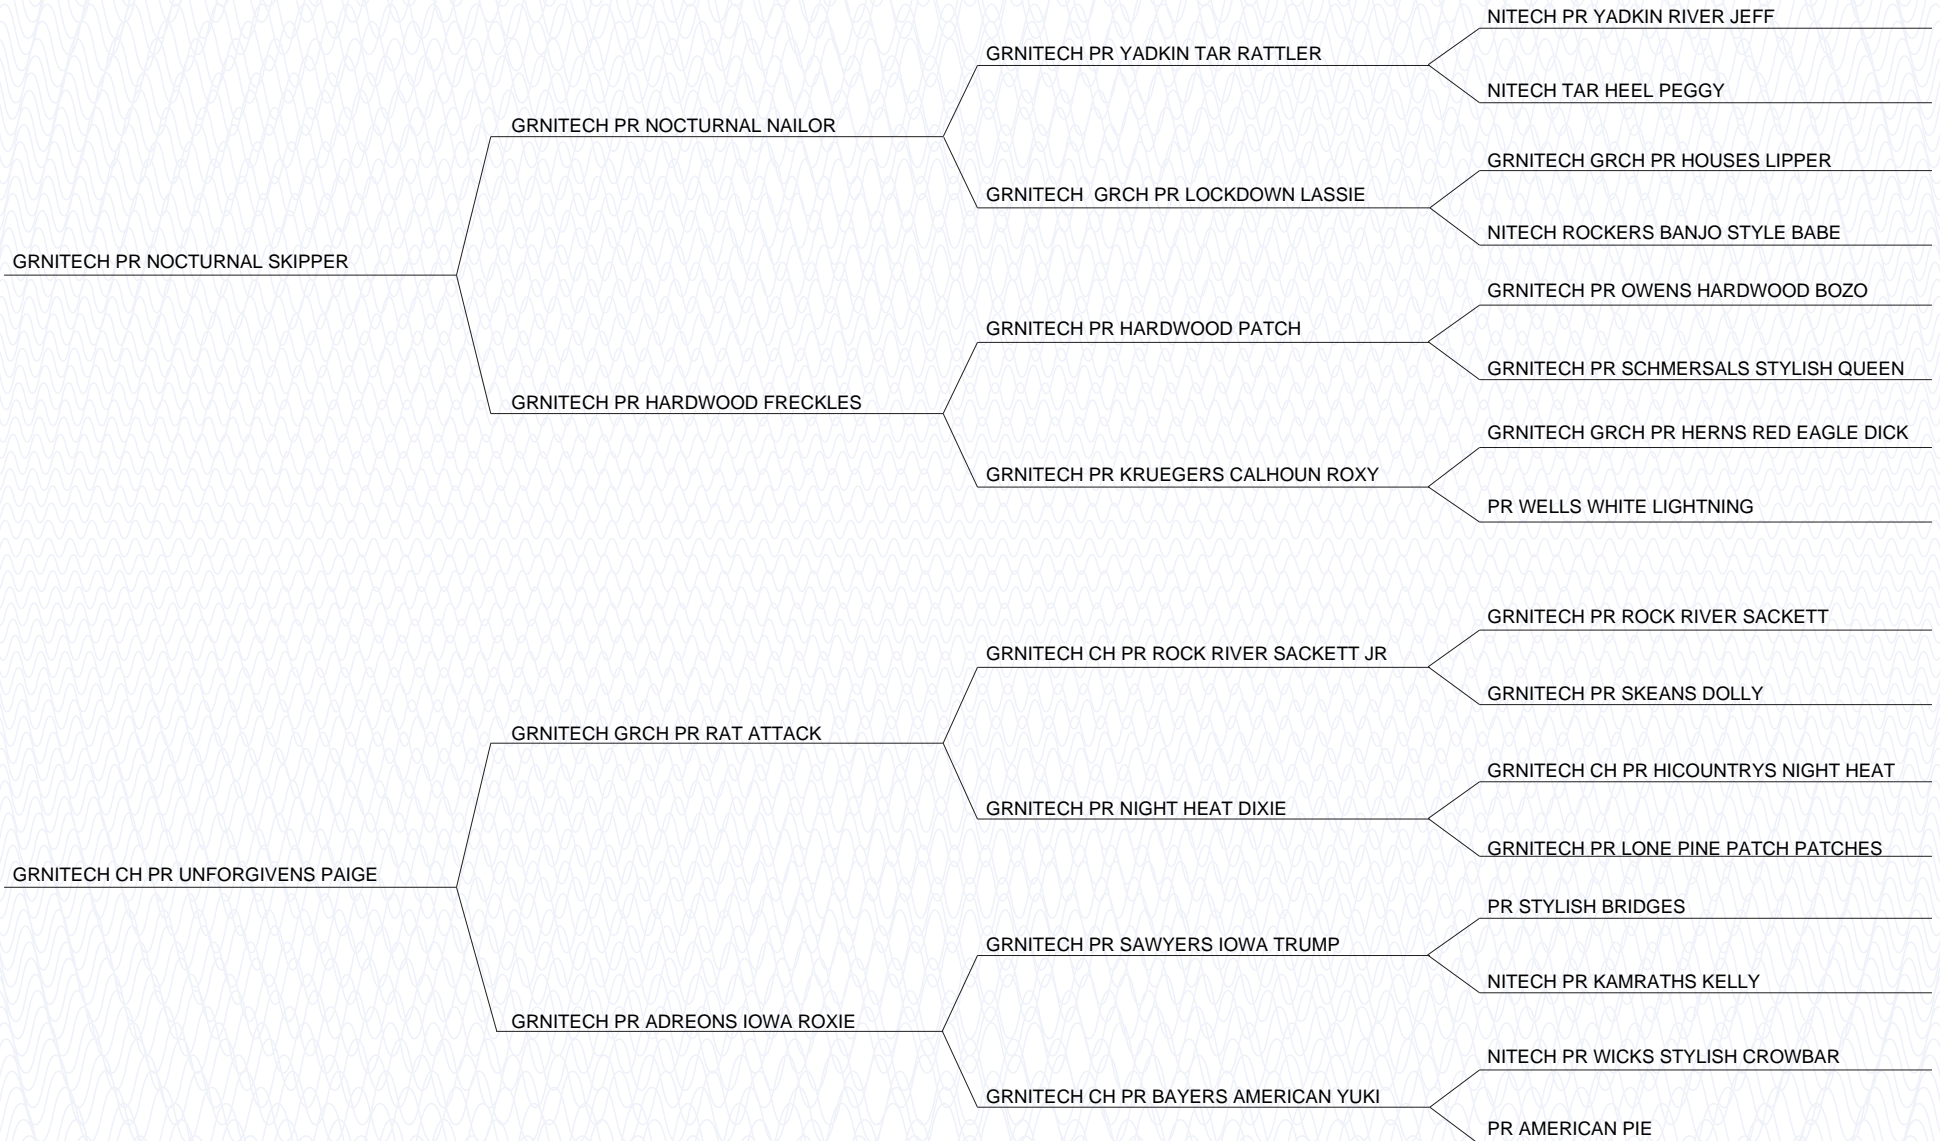 NITECH PR YADKIN RIVER JEFF
GRNITECH PR YADKIN TAR RATTLER
NITECH TAR HEEL PEGGY
GRNITECH PR NOCTURNAL NAILOR
GRNITECH GRCH PR HOUSES LIPPER
GRNITECH  GRCH PR LOCKDOWN LASSIE
NITECH ROCKERS BANJO STYLE BABE
GRNITECH PR NOCTURNAL SKIPPER
GRNITECH PR OWENS HARDWOOD BOZO
GRNITECH PR HARDWOOD PATCH
GRNITECH PR SCHMERSALS STYLISH QUEEN
GRNITECH PR HARDWOOD FRECKLES
GRNITECH GRCH PR HERNS RED EAGLE DICK
GRNITECH PR KRUEGERS CALHOUN ROXY
PR WELLS WHITE LIGHTNING
GRNITECH PR ROCK RIVER SACKETT
GRNITECH CH PR ROCK RIVER SACKETT JR
GRNITECH PR SKEANS DOLLY
GRNITECH GRCH PR RAT ATTACK
GRNITECH CH PR HICOUNTRYS NIGHT HEAT
GRNITECH PR NIGHT HEAT DIXIE
GRNITECH PR LONE PINE PATCH PATCHES
GRNITECH CH PR UNFORGIVENS PAIGE
PR STYLISH BRIDGES
GRNITECH PR SAWYERS IOWA TRUMP
NITECH PR KAMRATHS KELLY
GRNITECH PR ADREONS IOWA ROXIE
NITECH PR WICKS STYLISH CROWBAR
GRNITECH CH PR BAYERS AMERICAN YUKI
PR AMERICAN PIE